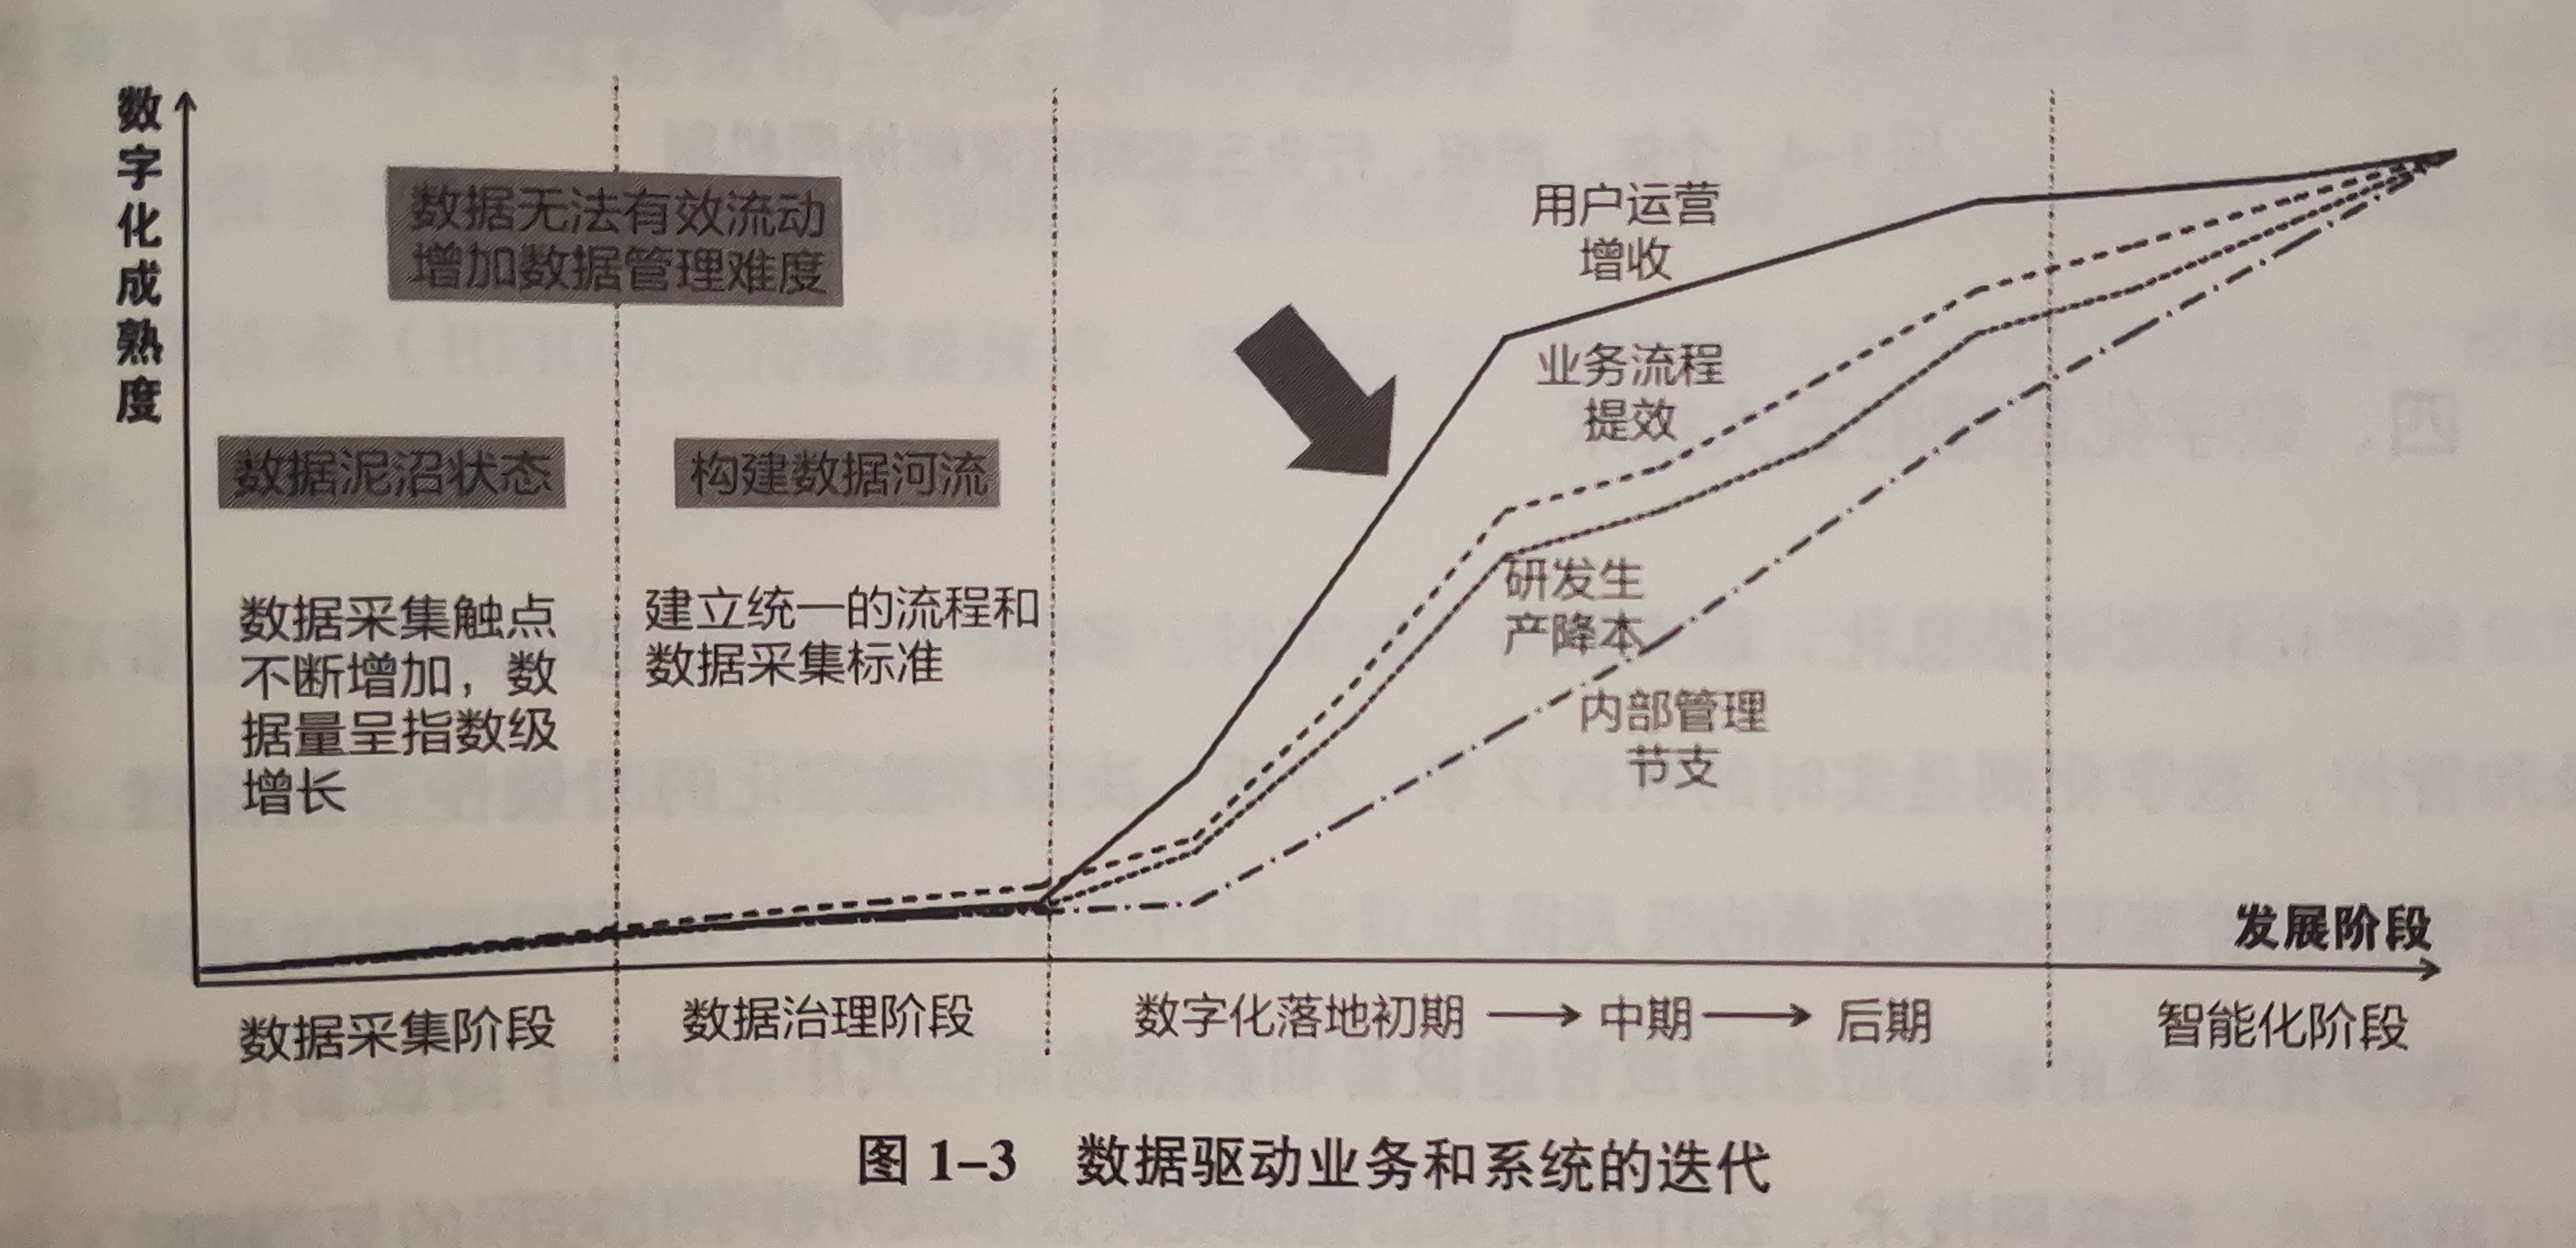 数字化成熟度
数据无法有效流动
增加数据管理难度
数据泥沼状态
构建数据河流
数据采集触点
不断增加，数
据量呈指数级
增长
建立统一的流程和
数据采集标准
用户运营
增收
业务流程
提效
研发生
产降本
内部管理
节支
发展阶段
数据采集阶段
数据治理阶段
数字化落地初期
中期
后期
智能化阶段
图 1-3 数据驱动业务和系统的迭代